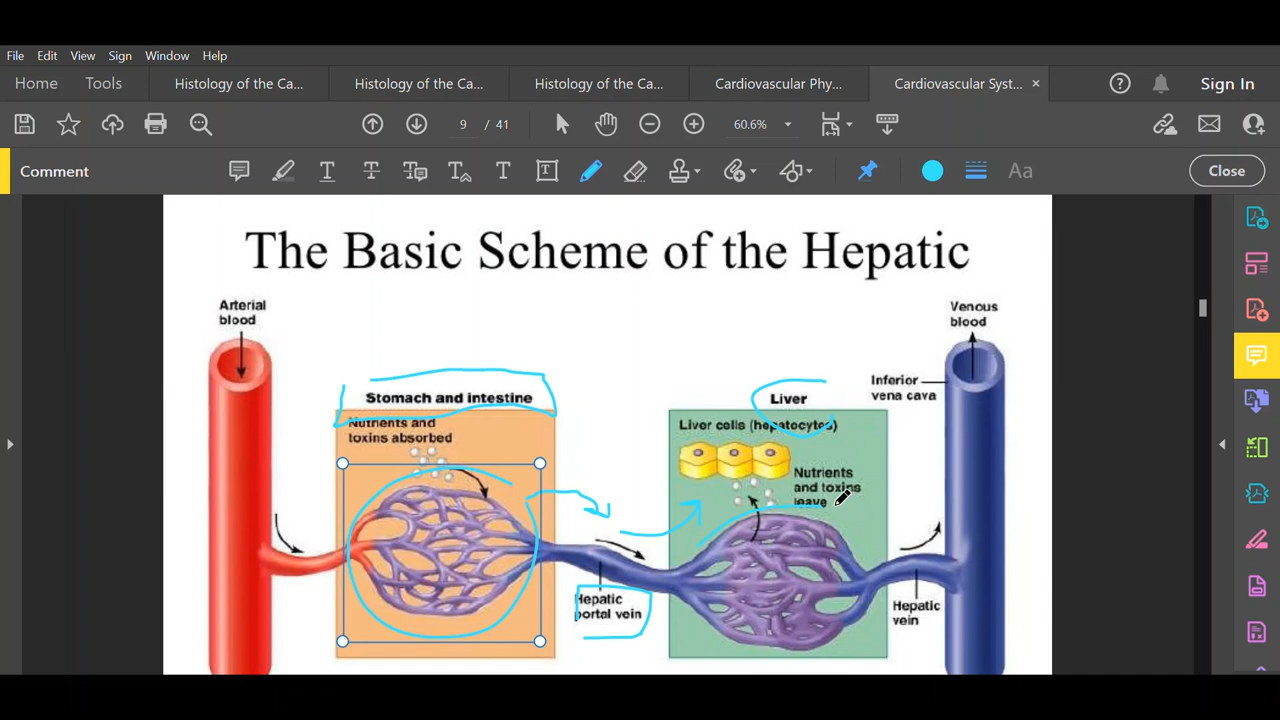 File Edit View Sign Window Help
Home Tools Histology of the Ca... Histology of the Ca... Histology of the Ca... Cardiovascular Phy... Cardiovascular Syst... × ? Sign In
9 / 41 60.6%
Comment T T T T T Aa Close
The Basic Scheme of the Hepatic
Arterial
blood
Venous
blood
Stomach and intestine
Liver
Inferior
vena cava
Nutrients and
toxins absorbed
Liver cells (hepatocytes)
Nutrients
and toxins
leave
Hepatic
portal vein
Hepatic
vein